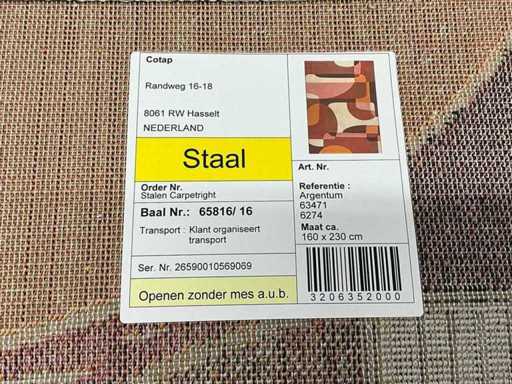 Cotap
Randweg 16-18
8061 RW Hasselt
NEDERLAND
Staal
Order Nr.
Stalen Carpetright
Baal Nr.: 65816/ 16
Transport : Klant organiseert
transport
Ser. Nr. 26590010569069
Openen zonder mes a.u.b.
Art. Nr.
Referentie :
Argentum
63471
6274
Maat ca.
160 x 230 cm
3206352000